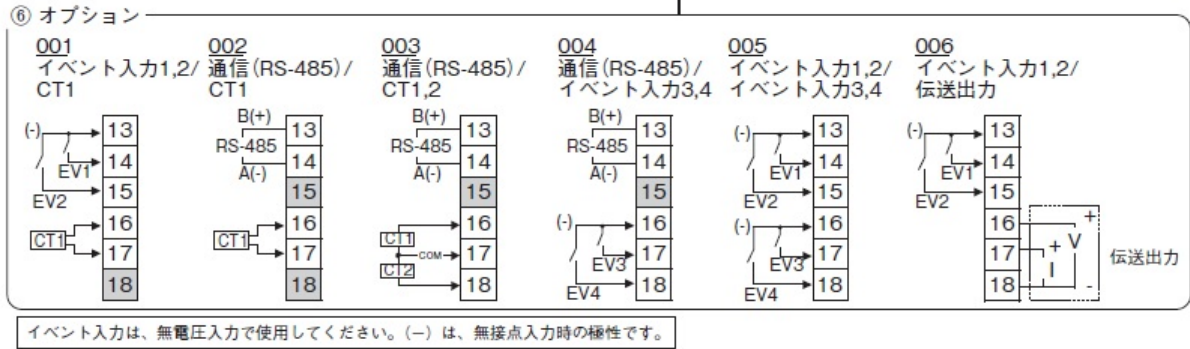 ⑥ オプション
001
イベント入力1,2/
CT1
(-)
EV1
EV2
CT1
13
14
15
16
17
18
002
通信(RS-485)/
CT1
B(+)
RS-485
A(-)
CT1
13
14
15
16
17
18
003
通信(RS-485)/
CT1,2
B(+)
RS-485
A(-)
CT1
COM
CT2
13
14
15
16
17
18
004
通信(RS-485)/
イベント入力3,4
B(+)
RS-485
A(-)
(-)
EV3
EV4
13
14
15
16
17
18
005
イベント入力1,2/
イベント入力3,4
(-)
EV1
EV2
(-)
EV3
EV4
13
14
15
16
17
18
006
イベント入力1,2/
伝送出力
(-)
EV1
EV2
13
14
15
16
17
18
+
+ V
I
-
伝送出力
イベント入力は、無電圧入力で使用してください。(−)は、無接点入力時の極性です。